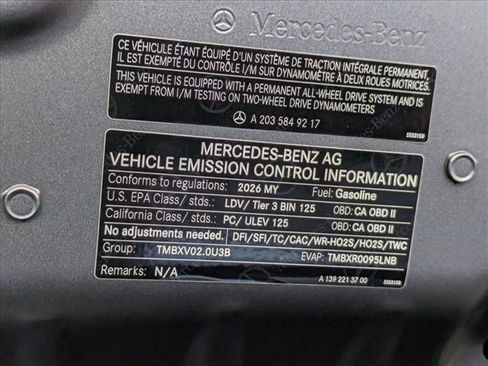 Mercedes-Benz
CE VÉHICULE ÉTANT ÉQUIPÉ D'UN SYSTÈME DE TRACTION INTÉGRALE PERMANENT,
IL EST EXEMPTÉ DU CONTRÔLE I/M SUR DYNAMOMÈTRE À DEUX ROUES MOTRICES.
THIS VEHICLE IS EQUIPPED WITH A PERMANENT ALL-WHEEL DRIVE SYSTEM AND IS
EXEMPT FROM I/M TESTING ON TWO-WHEEL DRIVE DYNAMOMETERS
A 203 584 92 17
MERCEDES-BENZ AG
VEHICLE EMISSION CONTROL INFORMATION
Conforms to regulations: 2026 MY Fuel: Gasoline
U.S. EPA Class/Std: LDV/ Tier 3 BIN 125 OBD: CA OBD II
California Class/Std: PC/ ULEV 125 OBD: CA OBD II
No adjustments needed. DFI/SFI/TC/CAC/WR-HO2S/HO2S/TWC
Group: TMBXV02.0U3B EVAP: TMBXR0095LNB
Remarks: N/A A 139 221 37 00